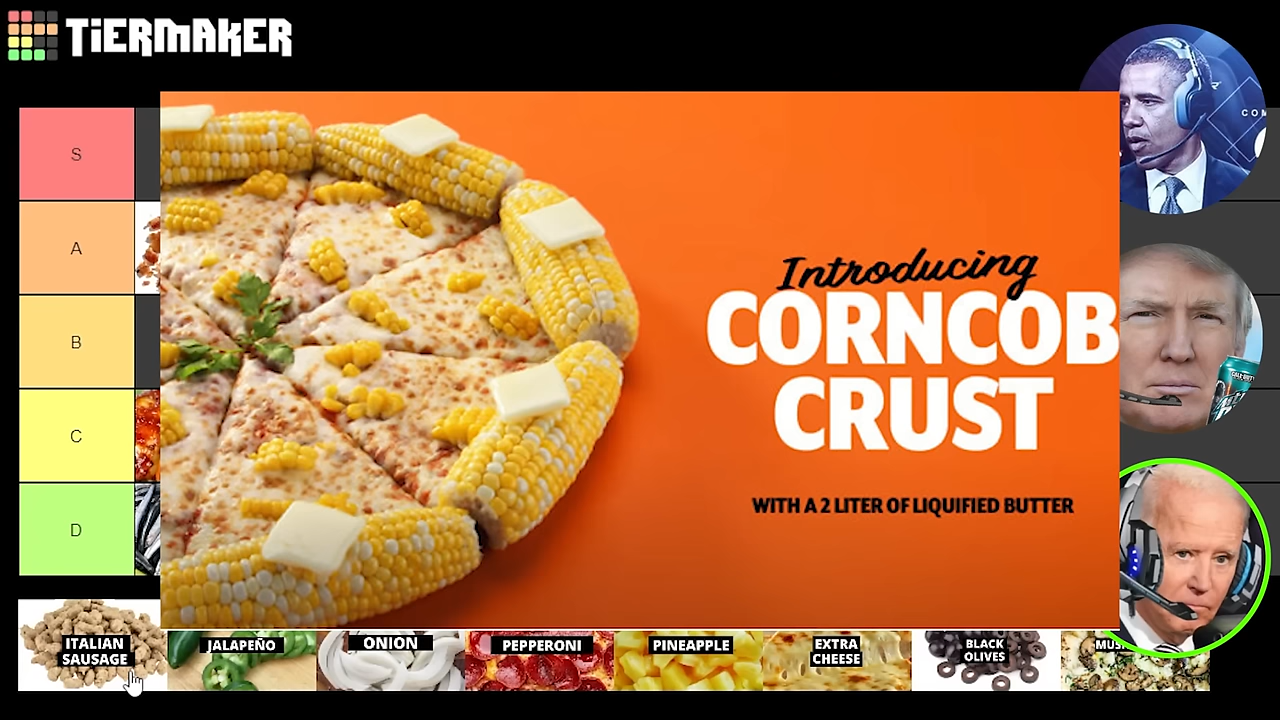 TiERMAKER
S
A
B
C
D
COM
Introducing
CORNCOB
CRUST
WITH A 2 LITER OF LIQUIFIED BUTTER
ITALIAN
SAUSAGE
JALAPEÑO
ONION
PEPPERONI
PINEAPPLE
EXTRA
CHEESE
BLACK
OLIVES